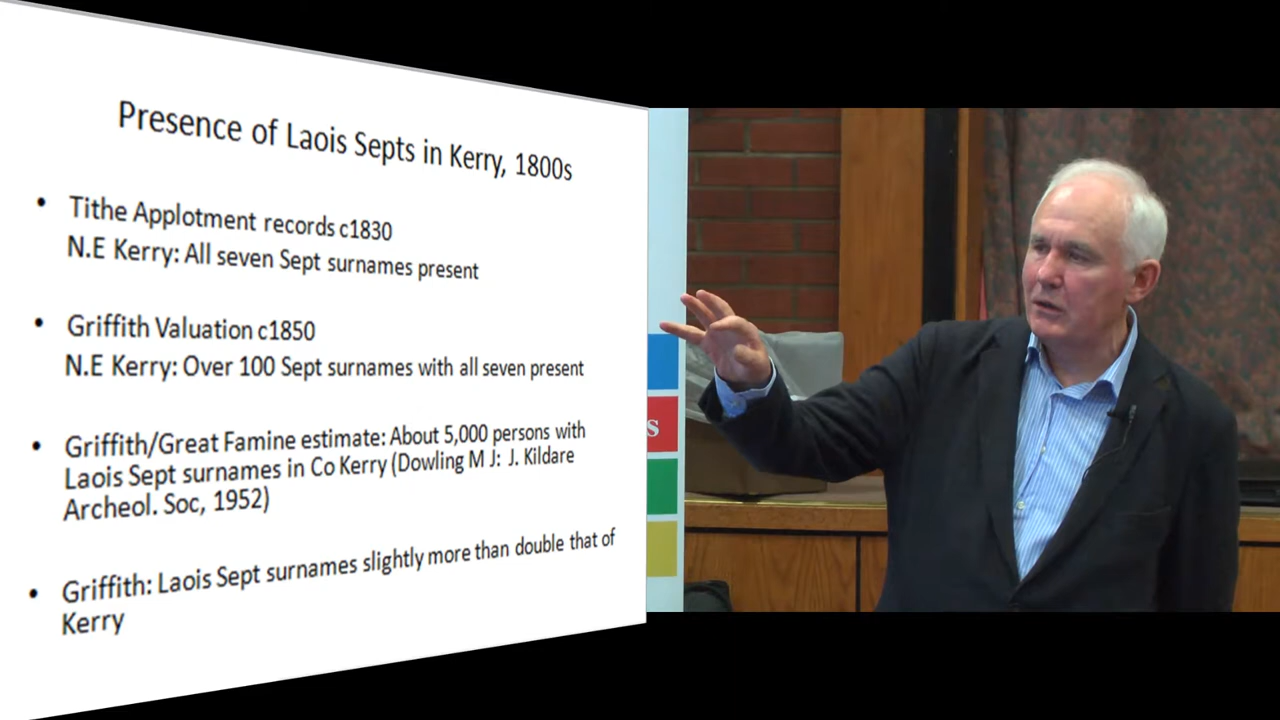 Presence of Laois Septs in Kerry, 1800s
• Tithe Applotment records c1830
N.E Kerry: All seven Sept surnames present
• Griffith Valuation c1850
N.E Kerry: Over 100 Sept surnames with all seven present
• Griffith/Great Famine estimate: About 5,000 persons with
Laois Sept surnames in Co Kerry (Dowling M J: J. Kildare
Archeol. Soc, 1952)
• Griffith: Laois Sept surnames slightly more than double that of
Kerry
S